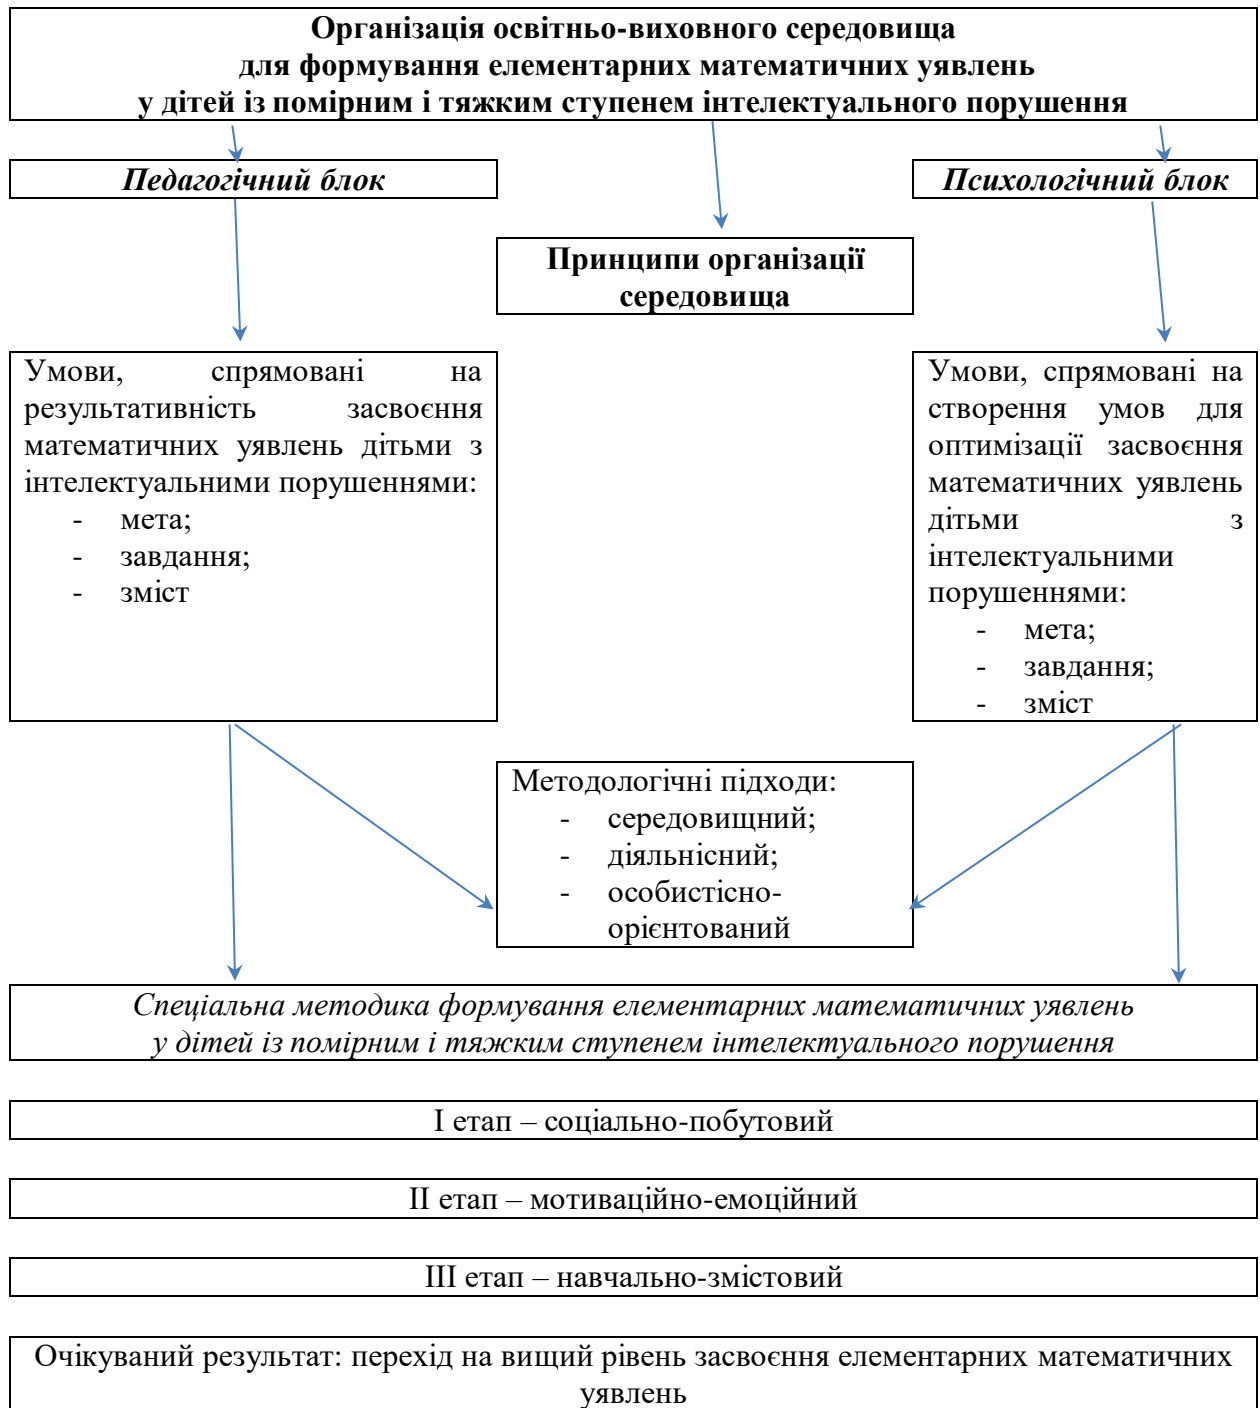 Організація освітньо-виховного середовища
для формування елементарних математичних уявлень
у дітей із помірним і тяжким ступенем інтелектуального порушення
Педагогічний блок
Психологічний блок
Принципи організації
середовища
Умови, спрямовані на
результативність засвоєння
математичних уявлень дітьми з
інтелектуальними порушеннями:
- мета;
- завдання;
- зміст
Умови, спрямовані на
створення умов для
оптимізації засвоєння
математичних уявлень
дітьми з
інтелектуальними
порушеннями:
- мета;
- завдання;
- зміст
Методологічні підходи:
- середовищний;
- діяльнісний;
- особистісно-
орієнтований
Спеціальна методика формування елементарних математичних уявлень
у дітей із помірним і тяжким ступенем інтелектуального порушення
І етап – соціально-побутовий
ІІ етап – мотиваційно-емоційний
ІІІ етап – навчально-змістовий
Очікуваний результат: перехід на вищий рівень засвоєння елементарних математичних
уявлень